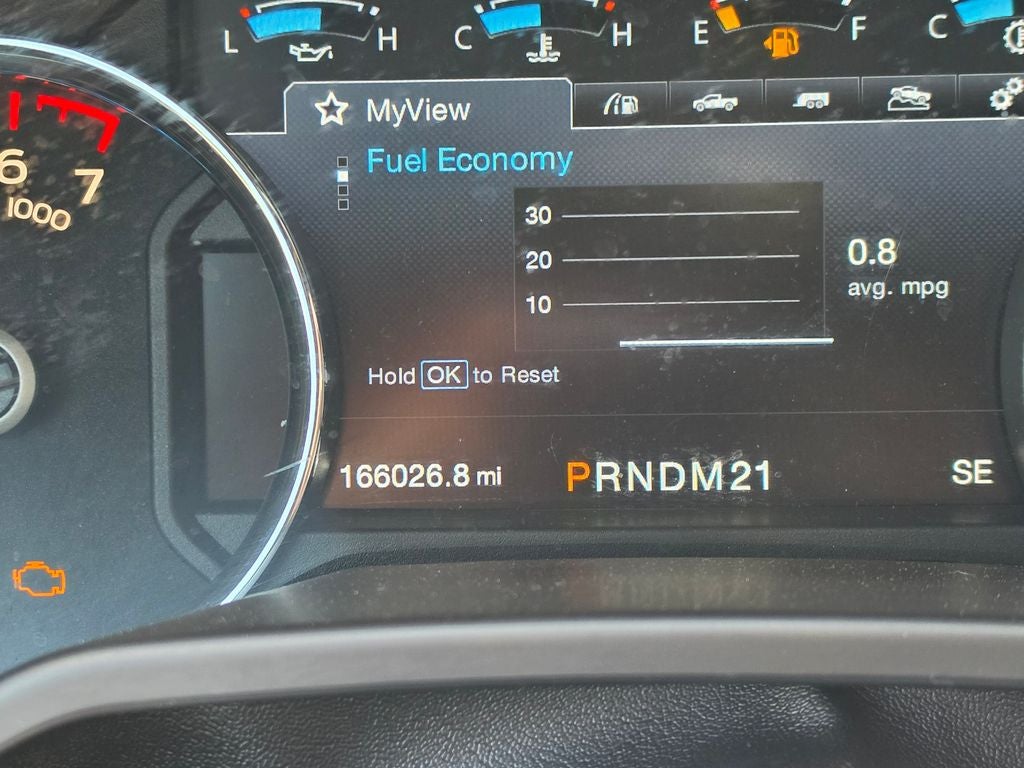 L H C H E F C
MyView
6 7
1000
Fuel Economy
30
20
10
0.8
avg. mpg
Hold OK to Reset
166026.8 mi PRNDM21 SE